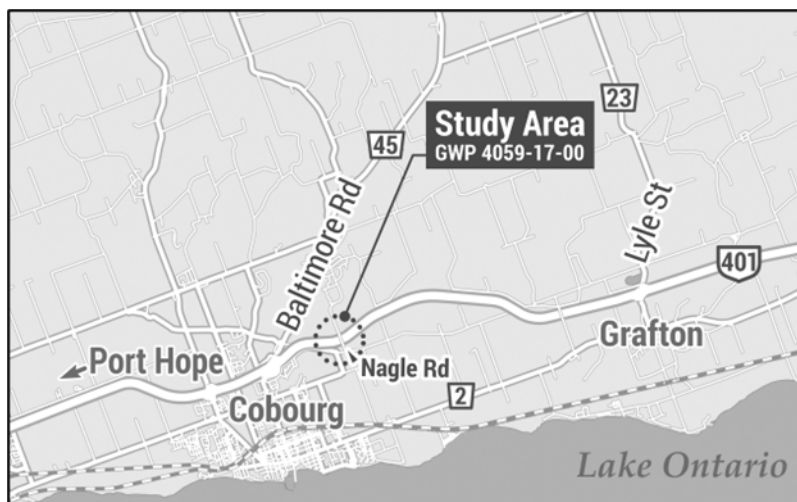 23
Study Area
GWP 4059-17-00
45
Baltimore Rd
Lyle St
401
Port Hope
Nagle Rd
Grafton
2
Cobourg
Lake Ontario